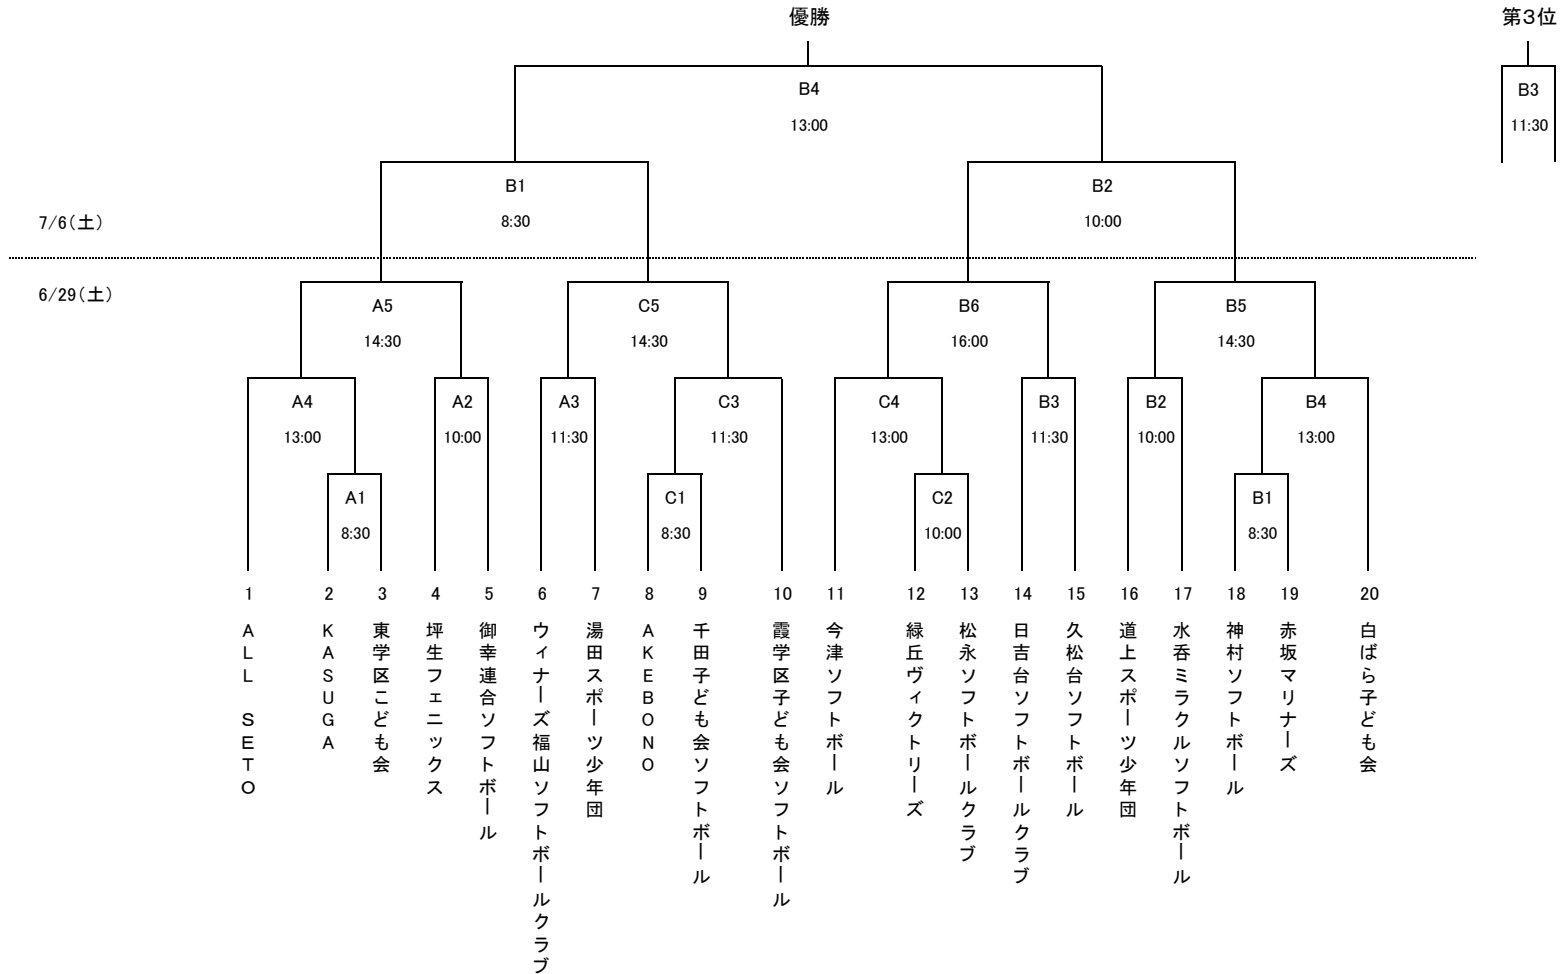 優勝
第3位
B4
13:00
B3
11:30
B1
8:30
B2
10:00
7/6(土)
6/29(土)
A5
14:30
C5
14:30
B6
16:00
B5
14:30
A4
13:00
A2
10:00
A3
11:30
C3
11:30
C4
13:00
B3
11:30
B2
10:00
B4
13:00
A1
8:30
C1
8:30
C2
10:00
B1
8:30
1
ALL SETO
2
KASUGA
3
東学区こども会
4
坪生フェニックス
5
御幸連合ソフトボール
6
ウィナーズ福山ソフトボールクラブ
7
湯田スポーツ少年団
8
AKEBONO
9
千田子ども会ソフトボール
10
霞学区子ども会ソフトボール
11
今津ソフトボール
12
緑丘ヴィクトリーズ
13
松永ソフトボールクラブ
14
日吉台ソフトボールクラブ
15
久松台ソフトボール
16
道上スポーツ少年団
17
水呑ミラクルソフトボール
18
神村ソフトボール
19
赤坂マリナーズ
20
白ばら子ども会